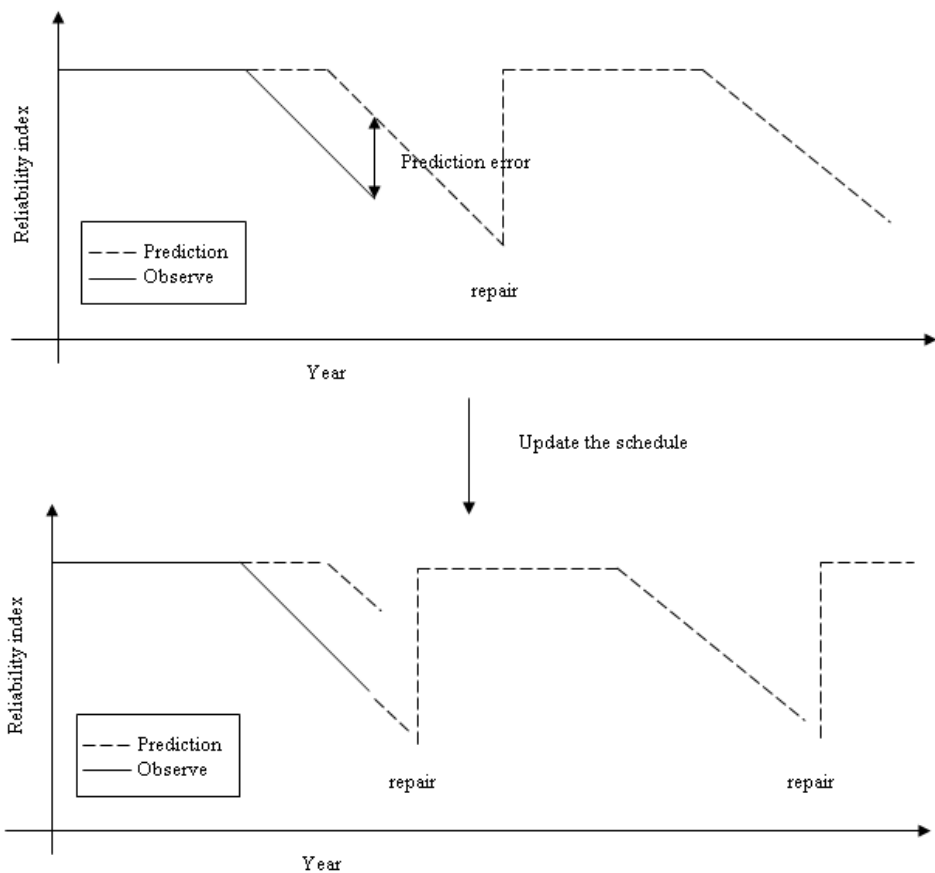 Reliability index
Prediction error
Prediction
Observe
repair
Year
Update the schedule
Reliability index
Prediction
Observe
repair
repair
Year